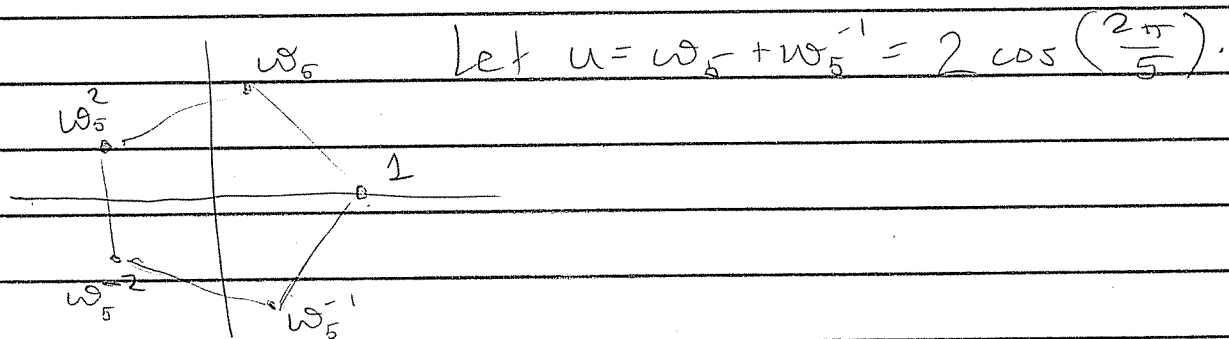 Let u = ω₅ + ω₅⁻¹ = 2 cos(2π/5).
ω₅
ω₅²
1
ω₅⁻²
ω₅⁻¹